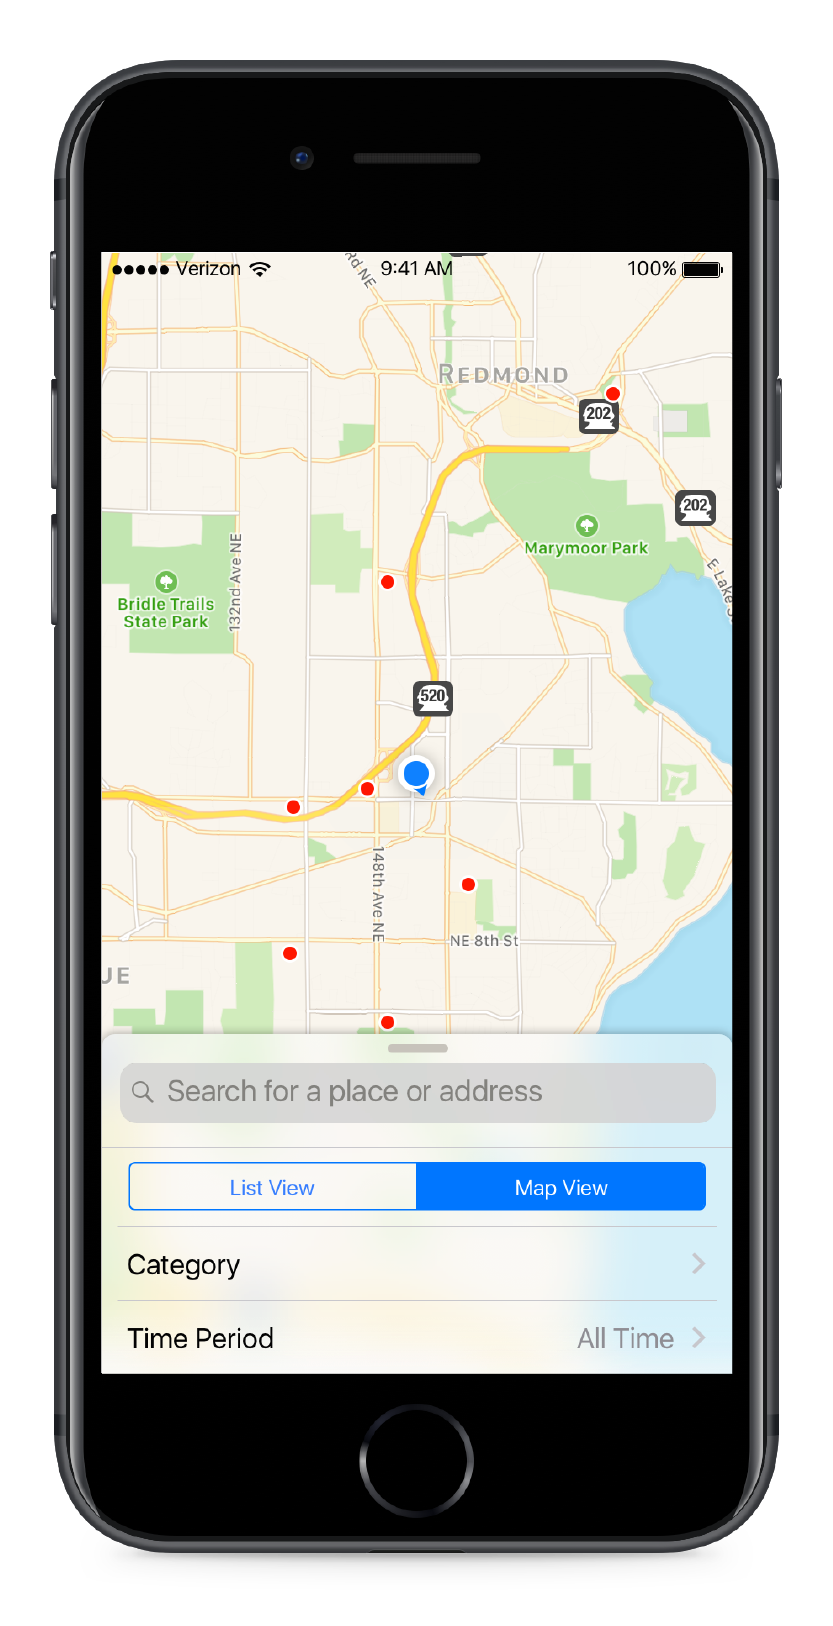 Verizon 9:41 AM 100%
Rd NE
REDMOND
202
202
Marymoor Park
132nd Ave NE
Bridle Trails
State Park
E Lake
520
148th Ave NE
NE 8th St
UE
Search for a place or address
List View Map View
Category
Time Period All Time